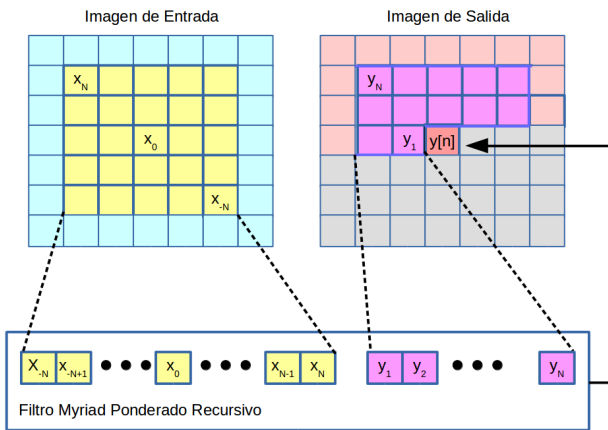 Imagen de Entrada
Imagen de Salida
x_N
y_N
x_0
y_1 y[n]
x_-N
X_-N x_-N+1 ••• x_0 ••• x_N-1 x_N y_1 y_2 ••• y_N
Filtro Myriad Ponderado Recursivo